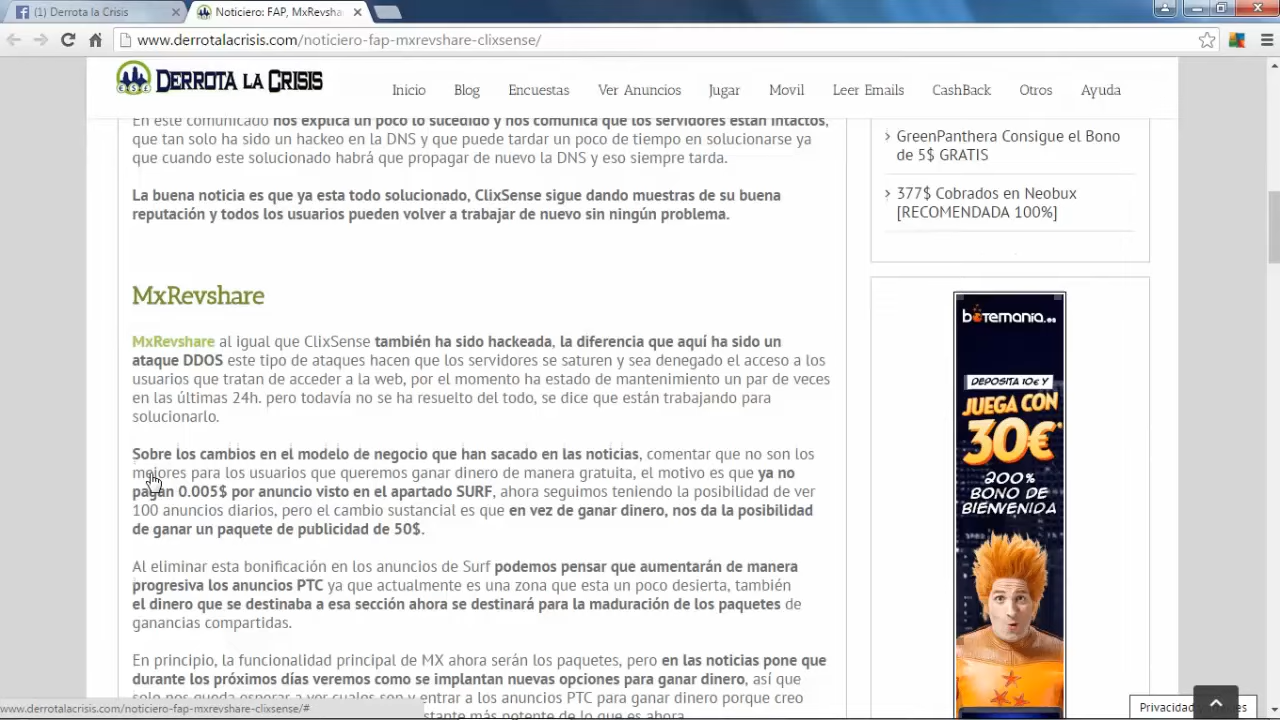 (1) Derrota la Crisis
Noticiero: FAP, MxRevsha
www.derrotalacrisis.com/noticiero-fap-mxrevshare-clixsense/
DERROTA LA CRISIS
Inicio Blog Encuestas Ver Anuncios Jugar Movil Leer Emails CashBack Otros Ayuda
En este comunicado nos explica un poco lo sucedido y nos comunica que los servidores están intactos,
que tan solo ha sido un hackeo en la DNS y que puede tardar un poco de tiempo en solucionarse ya
que cuando este solucionado habrá que propagar de nuevo la DNS y eso siempre tarda.
La buena noticia es que ya esta todo solucionado, ClixSense sigue dando muestras de su buena
reputación y todos los usuarios pueden volver a trabajar de nuevo sin ningún problema.
MxRevshare
MxRevshare al igual que ClixSense también ha sido hackeada, la diferencia que aquí ha sido un
ataque DDOS este tipo de ataques hacen que los servidores se saturen y sea denegado el acceso a los
usuarios que tratan de acceder a la web, por el momento ha estado de mantenimiento un par de veces
en las últimas 24h. pero todavía no se ha resuelto del todo, se dice que están trabajando para
solucionarlo.
Sobre los cambios en el modelo de negocio que han sacado en las noticias, comentar que no son los
mejores para los usuarios que queremos ganar dinero de manera gratuita, el motivo es que ya no
pagan 0.005$ por anuncio visto en el apartado SURF, ahora seguimos teniendo la posibilidad de ver
100 anuncios diarios, pero el cambio sustancial es que en vez de ganar dinero, nos da la posibilidad
de ganar un paquete de publicidad de 50$.
Al eliminar esta bonificación en los anuncios de Surf podemos pensar que aumentarán de manera
progresiva los anuncios PTC ya que actualmente es una zona que esta un poco desierta, también
el dinero que se destinaba a esa sección ahora se destinará para la maduración de los paquetes de
ganancias compartidas.
En principio, la funcionalidad principal de MX ahora serán los paquetes, pero en las noticias pone que
durante los próximos días veremos como se implantan nuevas opciones para ganar dinero, así que
solo nos queda esperar a ver cuales son y entrar a los anuncios PTC para ganar dinero porque creo
stante más potente de lo que es ahora.
GreenPanthera Consigue el Bono
de 5$ GRATIS
377$ Cobrados en Neobux
[RECOMENDADA 100%]
botemania.es
DEPOSITA 10€ Y
JUEGA CON
30€*
200%
BONO DE
BIENVENIDA
www.derrotalacrisis.com/noticiero-fap-mxrevshare-clixsense/#
Privacidad es